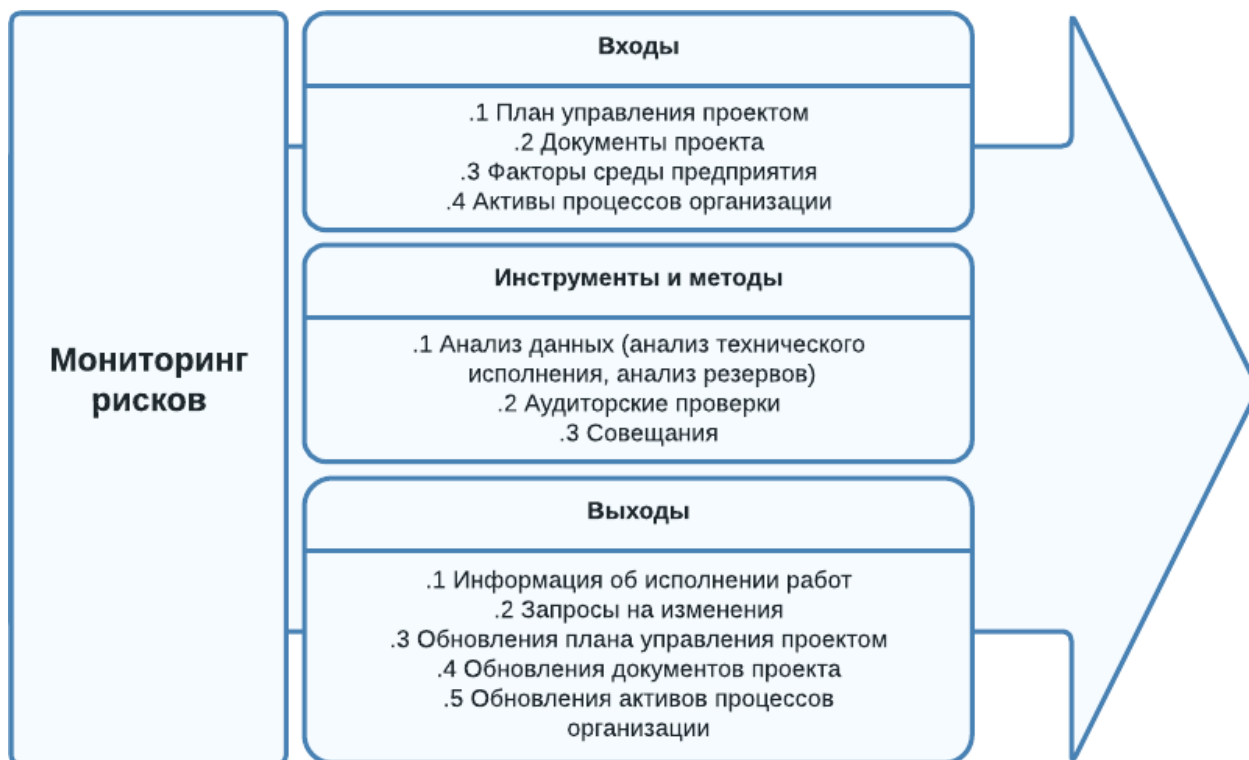 Мониторинг
рисков
Входы
.1 План управления проектом
.2 Документы проекта
.3 Факторы среды предприятия
.4 Активы процессов организации
Инструменты и методы
.1 Анализ данных (анализ технического
исполнения, анализ резервов)
.2 Аудиторские проверки
.3 Совещания
Выходы
.1 Информация об исполнении работ
.2 Запросы на изменения
.3 Обновления плана управления проектом
.4 Обновления документов проекта
.5 Обновления активов процессов
организации